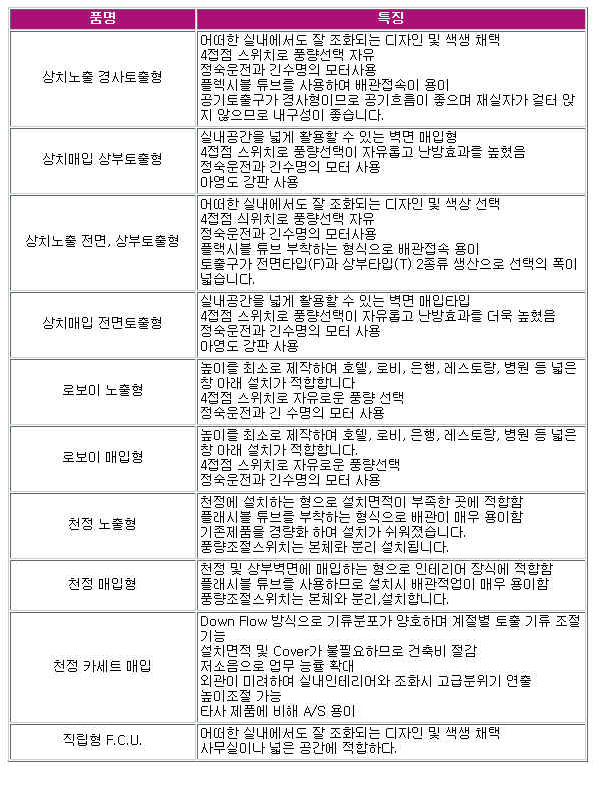 품명
특징
상치노출 경사토출형
어떠한 실내에서도 잘 조화되는 디자인 및 색생 채택
4접점 스위치로 풍량선택 자유
정숙운전과 긴수명의 모터사용
플렉시블 튜브를 사용하며 배관접속이 용이
공기토출구가 경사형이므로 공기흐름이 좋으며 재실자가 걸터 앉
지 않으므로 내구성이 좋습니다.
상치매입 상부토출형
실내공간을 넓게 활용할 수 있는 벽면 매입형
4접점 스위치로 풍량선택이 자유롭고 난방효과를 높혔음
정숙운전과 긴수명의 모터 사용
아영도 강판 사용
상치노출 전면, 상부토출형
어떠한 실내에서도 잘 조화되는 디자인 및 색상 선택
4접점 식위치로 풍량선택 자유
정숙운전과 긴수명의 모터사용
플랙시블 튜브 부착하는 형식으로 배관접속 용이
토출구가 전면타입(F)과 상부타입(T) 2종류 생산으로 선택의 폭이
넓습니다.
상치매입 전면토출형
실내공간을 넓게 활용할 수 있는 벽면 매입타입
4접점 스위치로 풍량선택이 자유롭고 난방효과를 더욱 높혔음
정숙운전과 긴수명의 모터 사용
아영도 강판 사용
로보이 노출형
높이를 최소로 제작하며 호텔, 로비, 은행, 레스토랑, 병원 등 넓은
창 아래 설치가 적합합니다
4접점 스위치로 자유로운 풍량 선택
정숙운전과 긴 수명의 모터 사용
로보이 매입형
높이를 최소로 제작하며 호텔, 로비, 은행, 레스토랑, 병원 등 넓은
창 아래 설치가 적합합니다.
4접점 스위치로 자유로운 풍량선택
정숙운전과 긴수명의 모터 사용
천정 노출형
천정에 설치하는 형으로 설치면적이 부족한 곳에 적합함
플래시블 튜브를 부착하는 형식으로 배관이 매우 용이함
기존제품을 경량화 하여 설치가 쉬워졌습니다.
풍량조절스위치는 본체와 분리 설치됩니다.
천정 매입형
천정 및 상부벽면에 매입하는 형으로 인테리어 장식에 적합함
플래시블 튜브를 사용하므로 설치시 배관적업이 매우 용이함
풍량조절스위치는 본체와 분리,설치합니다.
천정 카세트 매입
Down Flow 방식으로 기류분포가 양호하며 계절별 토출 기류 조절
기능
설치면적 및 Cover가 불필요하므로 건축비 절감
저소음으로 업무 능률 확대
외관이 미려하며 실내인테리어와 조화시 고급분위기 연출
높이조절 가능
타사 제품에 비해 A/S 용이
직립형 F.C.U.
어떠한 실내에서도 잘 조화되는 디자인 및 색생 채택
사무실이나 넓은 공간에 적합하다.